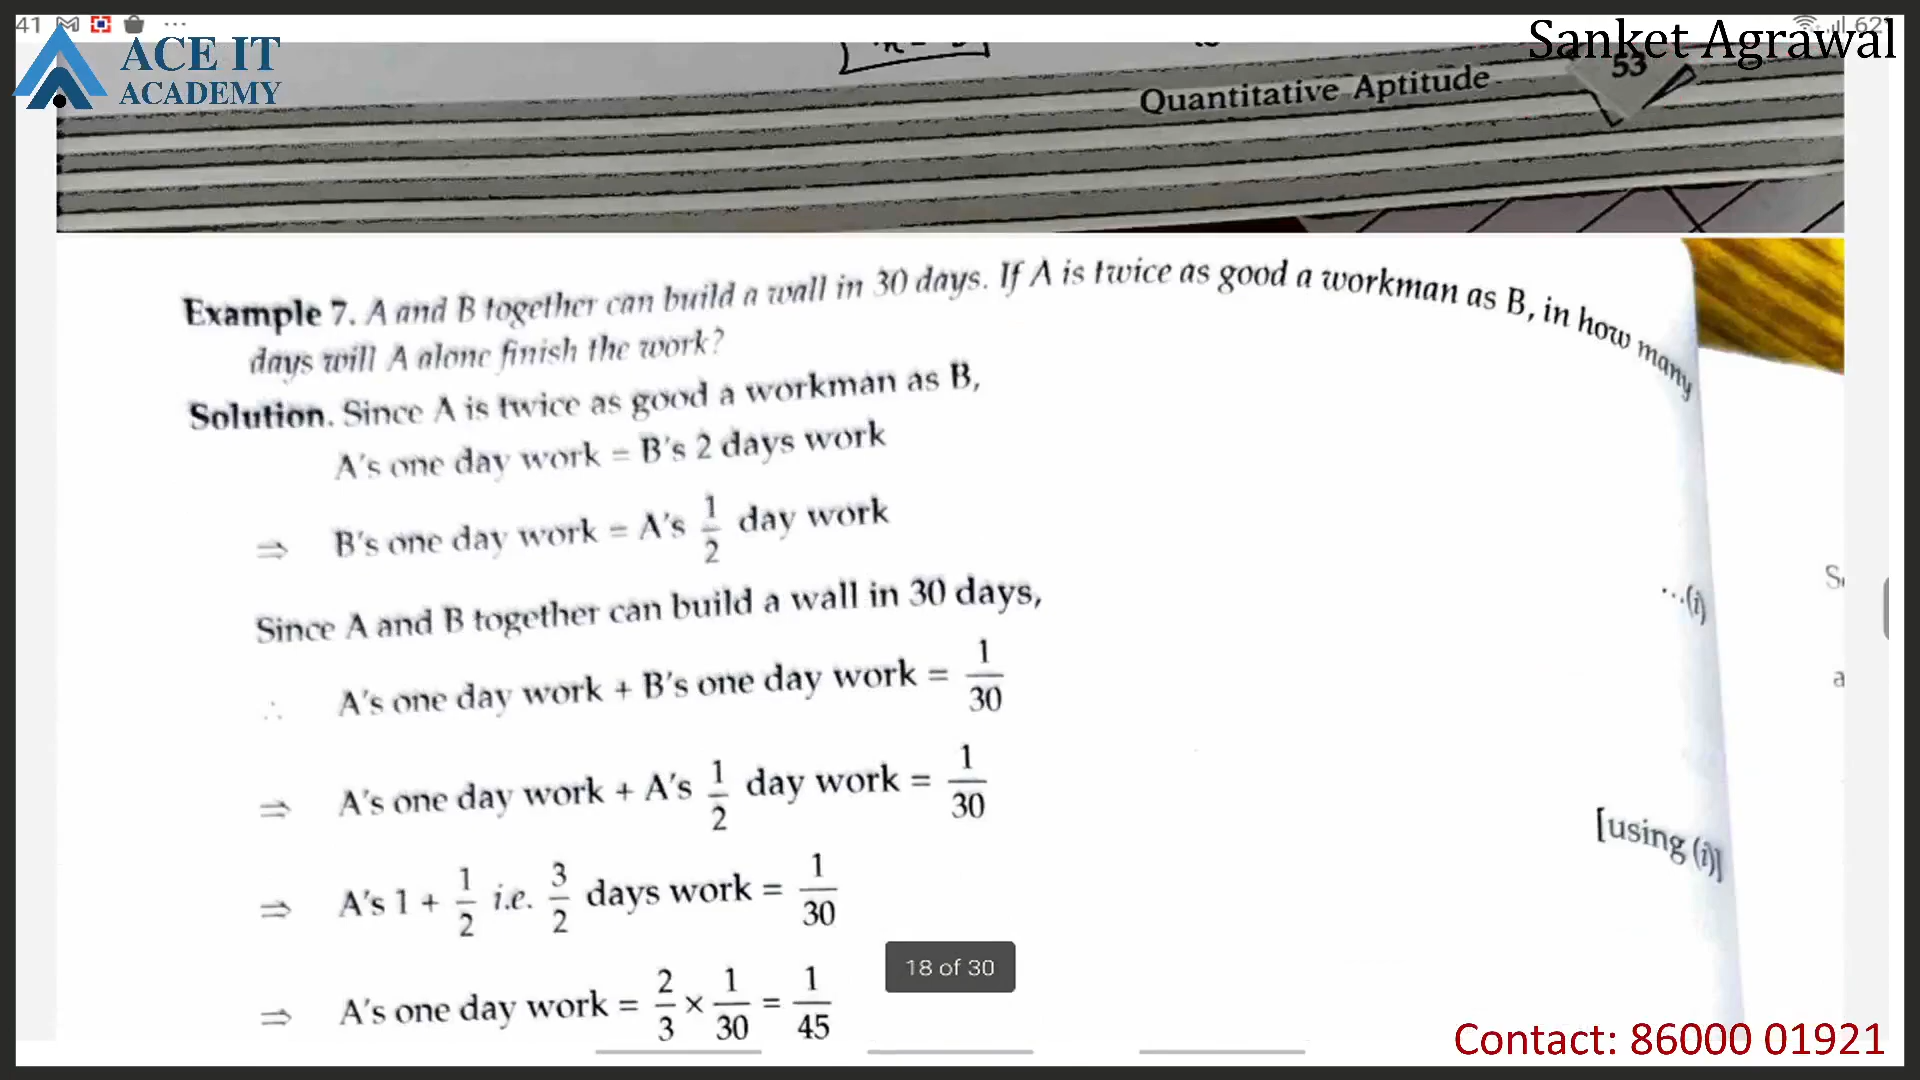 41 ... 62
ACE IT
ACADEMY
Sanket Agrawal
Quantitative Aptitude 53
Example 7. A and B together can build a wall in 30 days. If A is twice as good a workman as B, in how many
days will A alone finish the work?
Solution. Since A is twice as good a workman as B,
A's one day work = B's 2 days work
⇒ B's one day work = A's 1/2 day work ...(i)
Since A and B together can build a wall in 30 days,
∴ A's one day work + B's one day work = 1/30
⇒ A's one day work + A's 1/2 day work = 1/30 [using (i)]
⇒ A's 1 + 1/2 i.e. 3/2 days work = 1/30
⇒ A's one day work = 2/3 × 1/30 = 1/45
18 of 30
Contact: 86000 01921